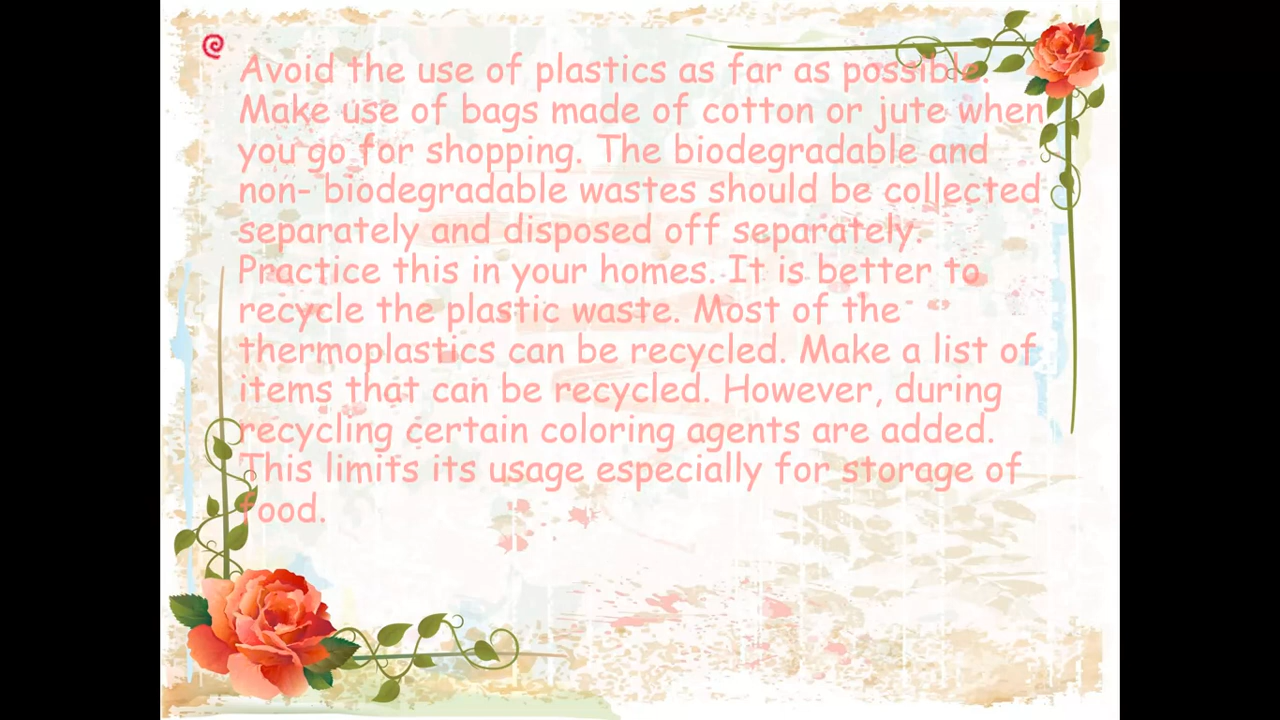 Avoid the use of plastics as far as possible.
Make use of bags made of cotton or jute when
you go for shopping. The biodegradable and
non- biodegradable wastes should be collected
separately and disposed off separately.
Practice this in your homes. It is better to
recycle the plastic waste. Most of the
thermoplastics can be recycled. Make a list of
items that can be recycled. However, during
recycling certain coloring agents are added.
This limits its usage especially for storage of
food.